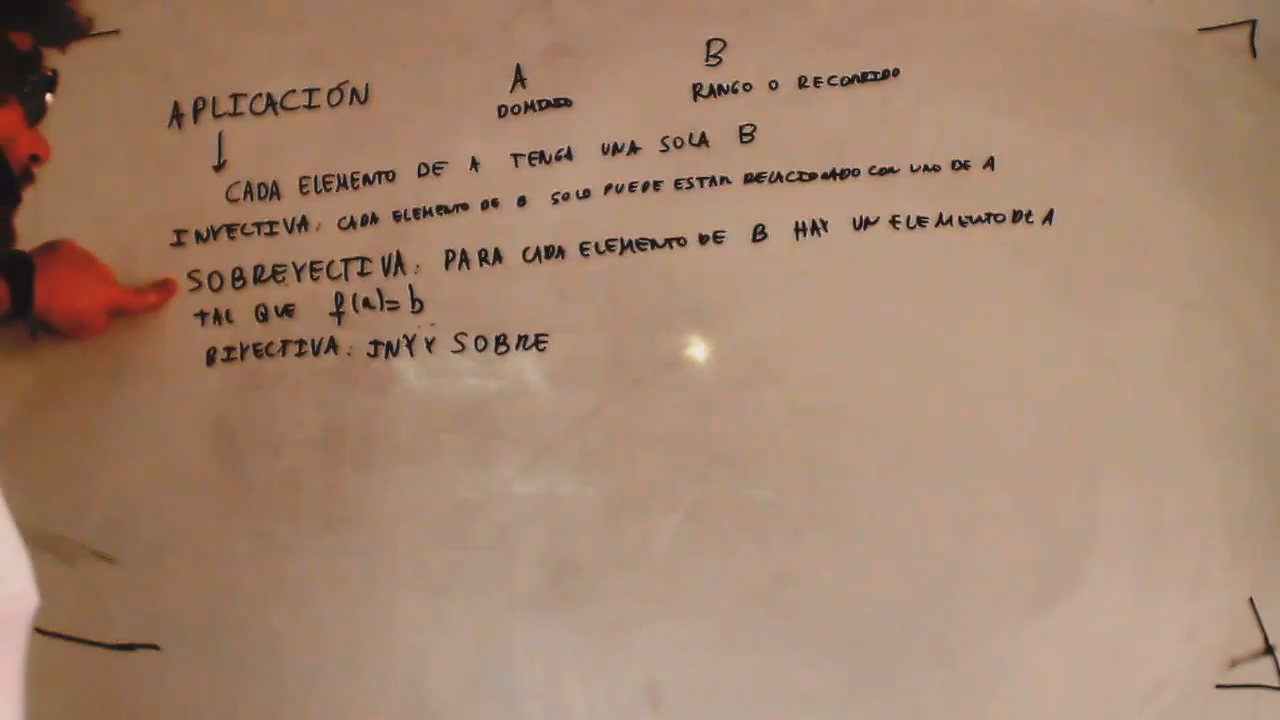 A B
APLICACIÓN DOMINIO RANGO O RECORRIDO
↓
CADA ELEMENTO DE A TENGA UNA SOLA B
INYECTIVA: CADA ELEMENTO DE B SOLO PUEDE ESTAR RELACIONADO CON UNO DE A
SOBREYECTIVA: PARA CADA ELEMENTO DE B HAY UN ELEMENTO DE A
TAL QUE f(a)=b
BIYECTIVA: INY Y SOBRE